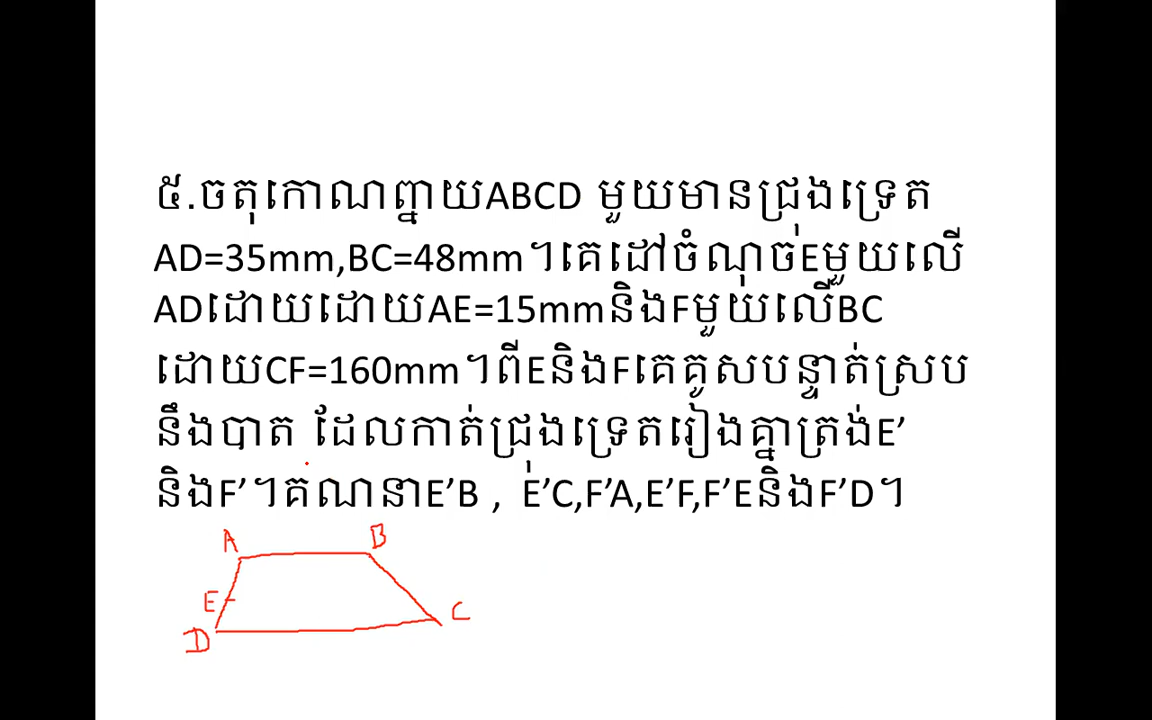 ៥.ចតុកោណព្នាយABCD មួយមានជ្រុងទ្រេត
AD=35mm,BC=48mm។គេដៅចំណុចEមួយលើ
ADដោយដោយAE=15mmនិងFមួយលើBC
ដោយCF=160mm។ពីEនិងFគេគូសបន្ទាត់ស្រប
នឹងបាត ដែលកាត់ជ្រុងទ្រេតរៀងគ្នាត្រង់E’
និងF’។គណនាE’B , E’C,F’A,E’F,F’EនិងF’D។
A B
E C
D